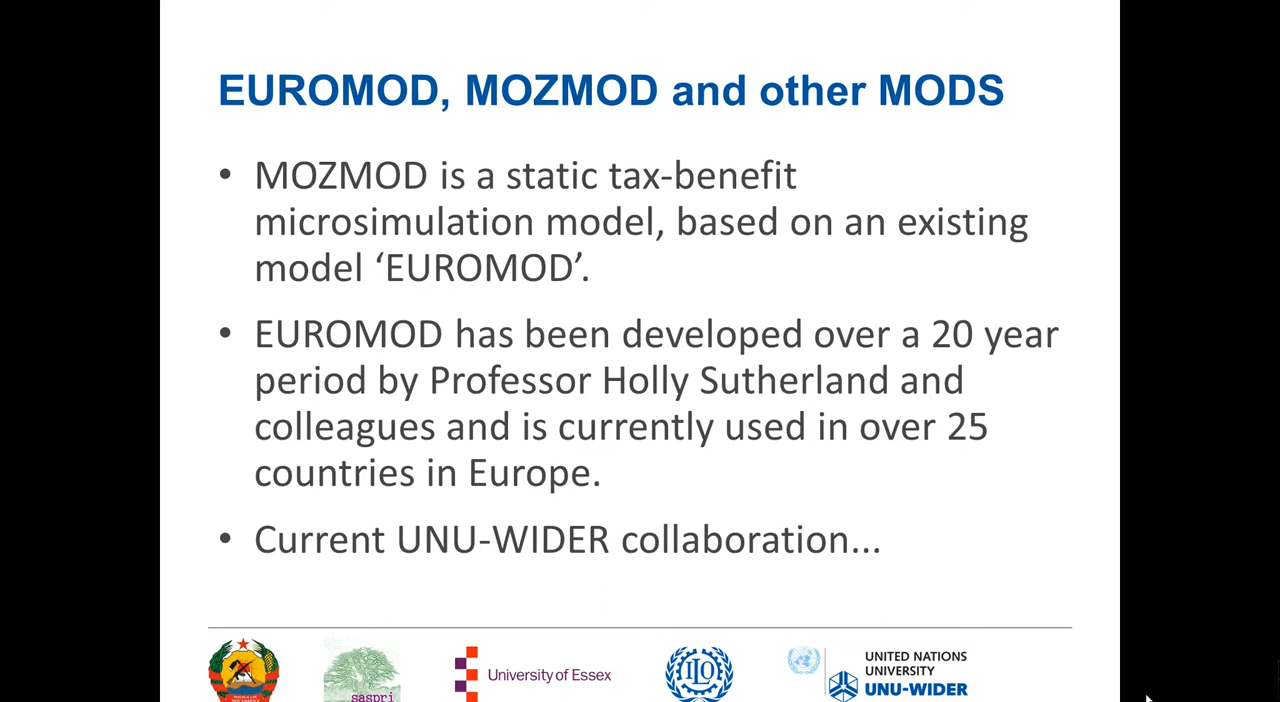 EUROMOD, MOZMOD and other MODS
• MOZMOD is a static tax-benefit
microsimulation model, based on an existing
model ‘EUROMOD’.
• EUROMOD has been developed over a 20 year
period by Professor Holly Sutherland and
colleagues and is currently used in over 25
countries in Europe.
• Current UNU-WIDER collaboration...
saspri
University of Essex
ILO
UNITED NATIONS
UNIVERSITY
UNU-WIDER